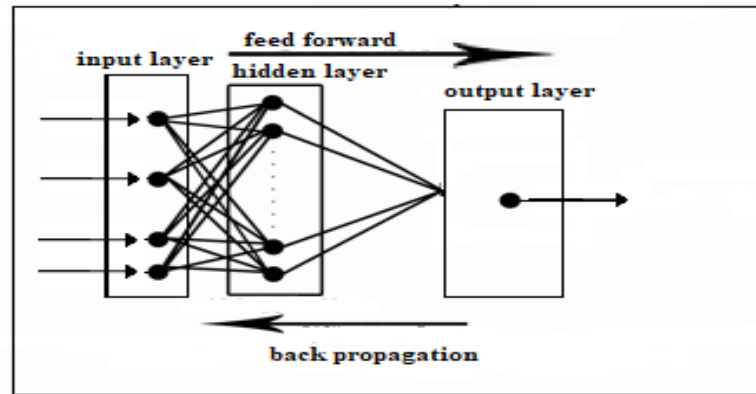 feed forward
input layer
hidden layer
output layer
back propagation